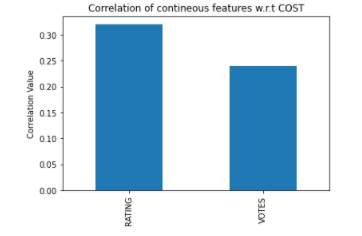 Correlation of contineous features w.r.t COST
Correlation Value
0.30
0.25
0.20
0.15
0.10
0.05
0.00
RATING
VOTES